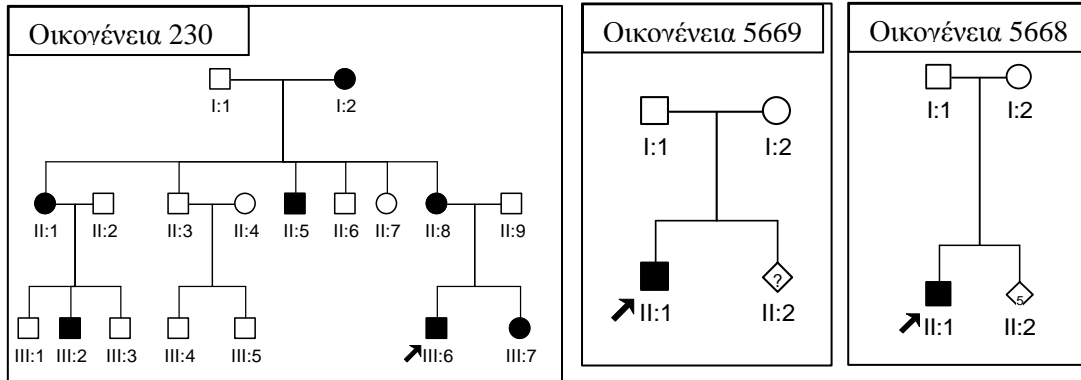 Οικογένεια 230
I:1 I:2
II:1 II:2 II:3 II:4 II:5 II:6 II:7 II:8 II:9
III:1 III:2 III:3 III:4 III:5 III:6 III:7
Οικογένεια 5669
I:1 I:2
?
II:1 II:2
Οικογένεια 5668
I:1 I:2
5
II:1 II:2